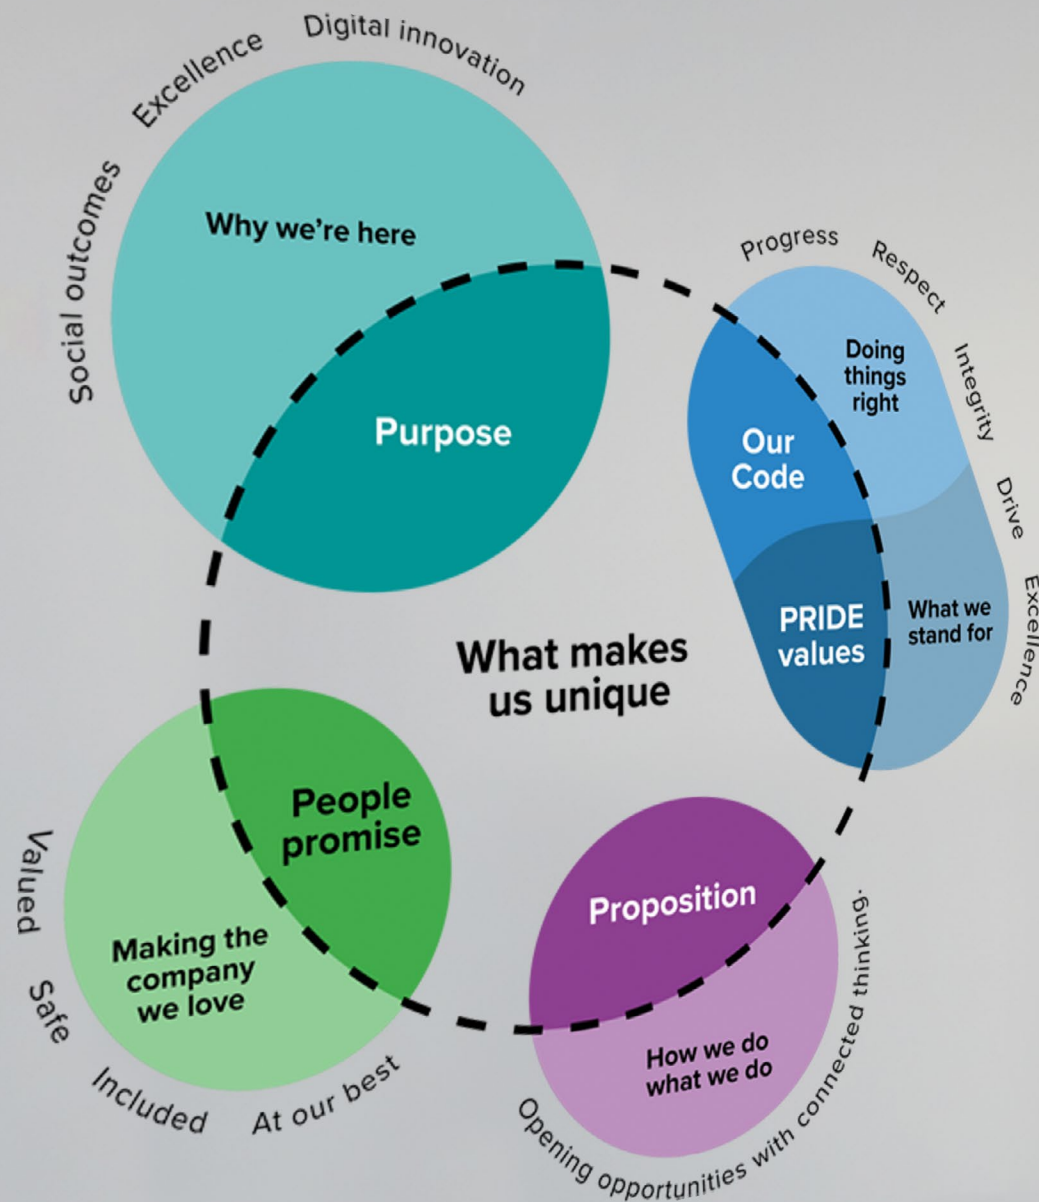 Digital innovation
Excellence
Social outcomes
Why we're here
Purpose
Progress
Respect
Integrity
Drive
Excellence
Doing
things
right
Our
Code
PRIDE
values
What we
stand for
What makes
us unique
People
promise
Making the
company
we love
Valued
Safe
Included
At our best
Proposition
How we do
what we do
Opening opportunities with connected thinking.